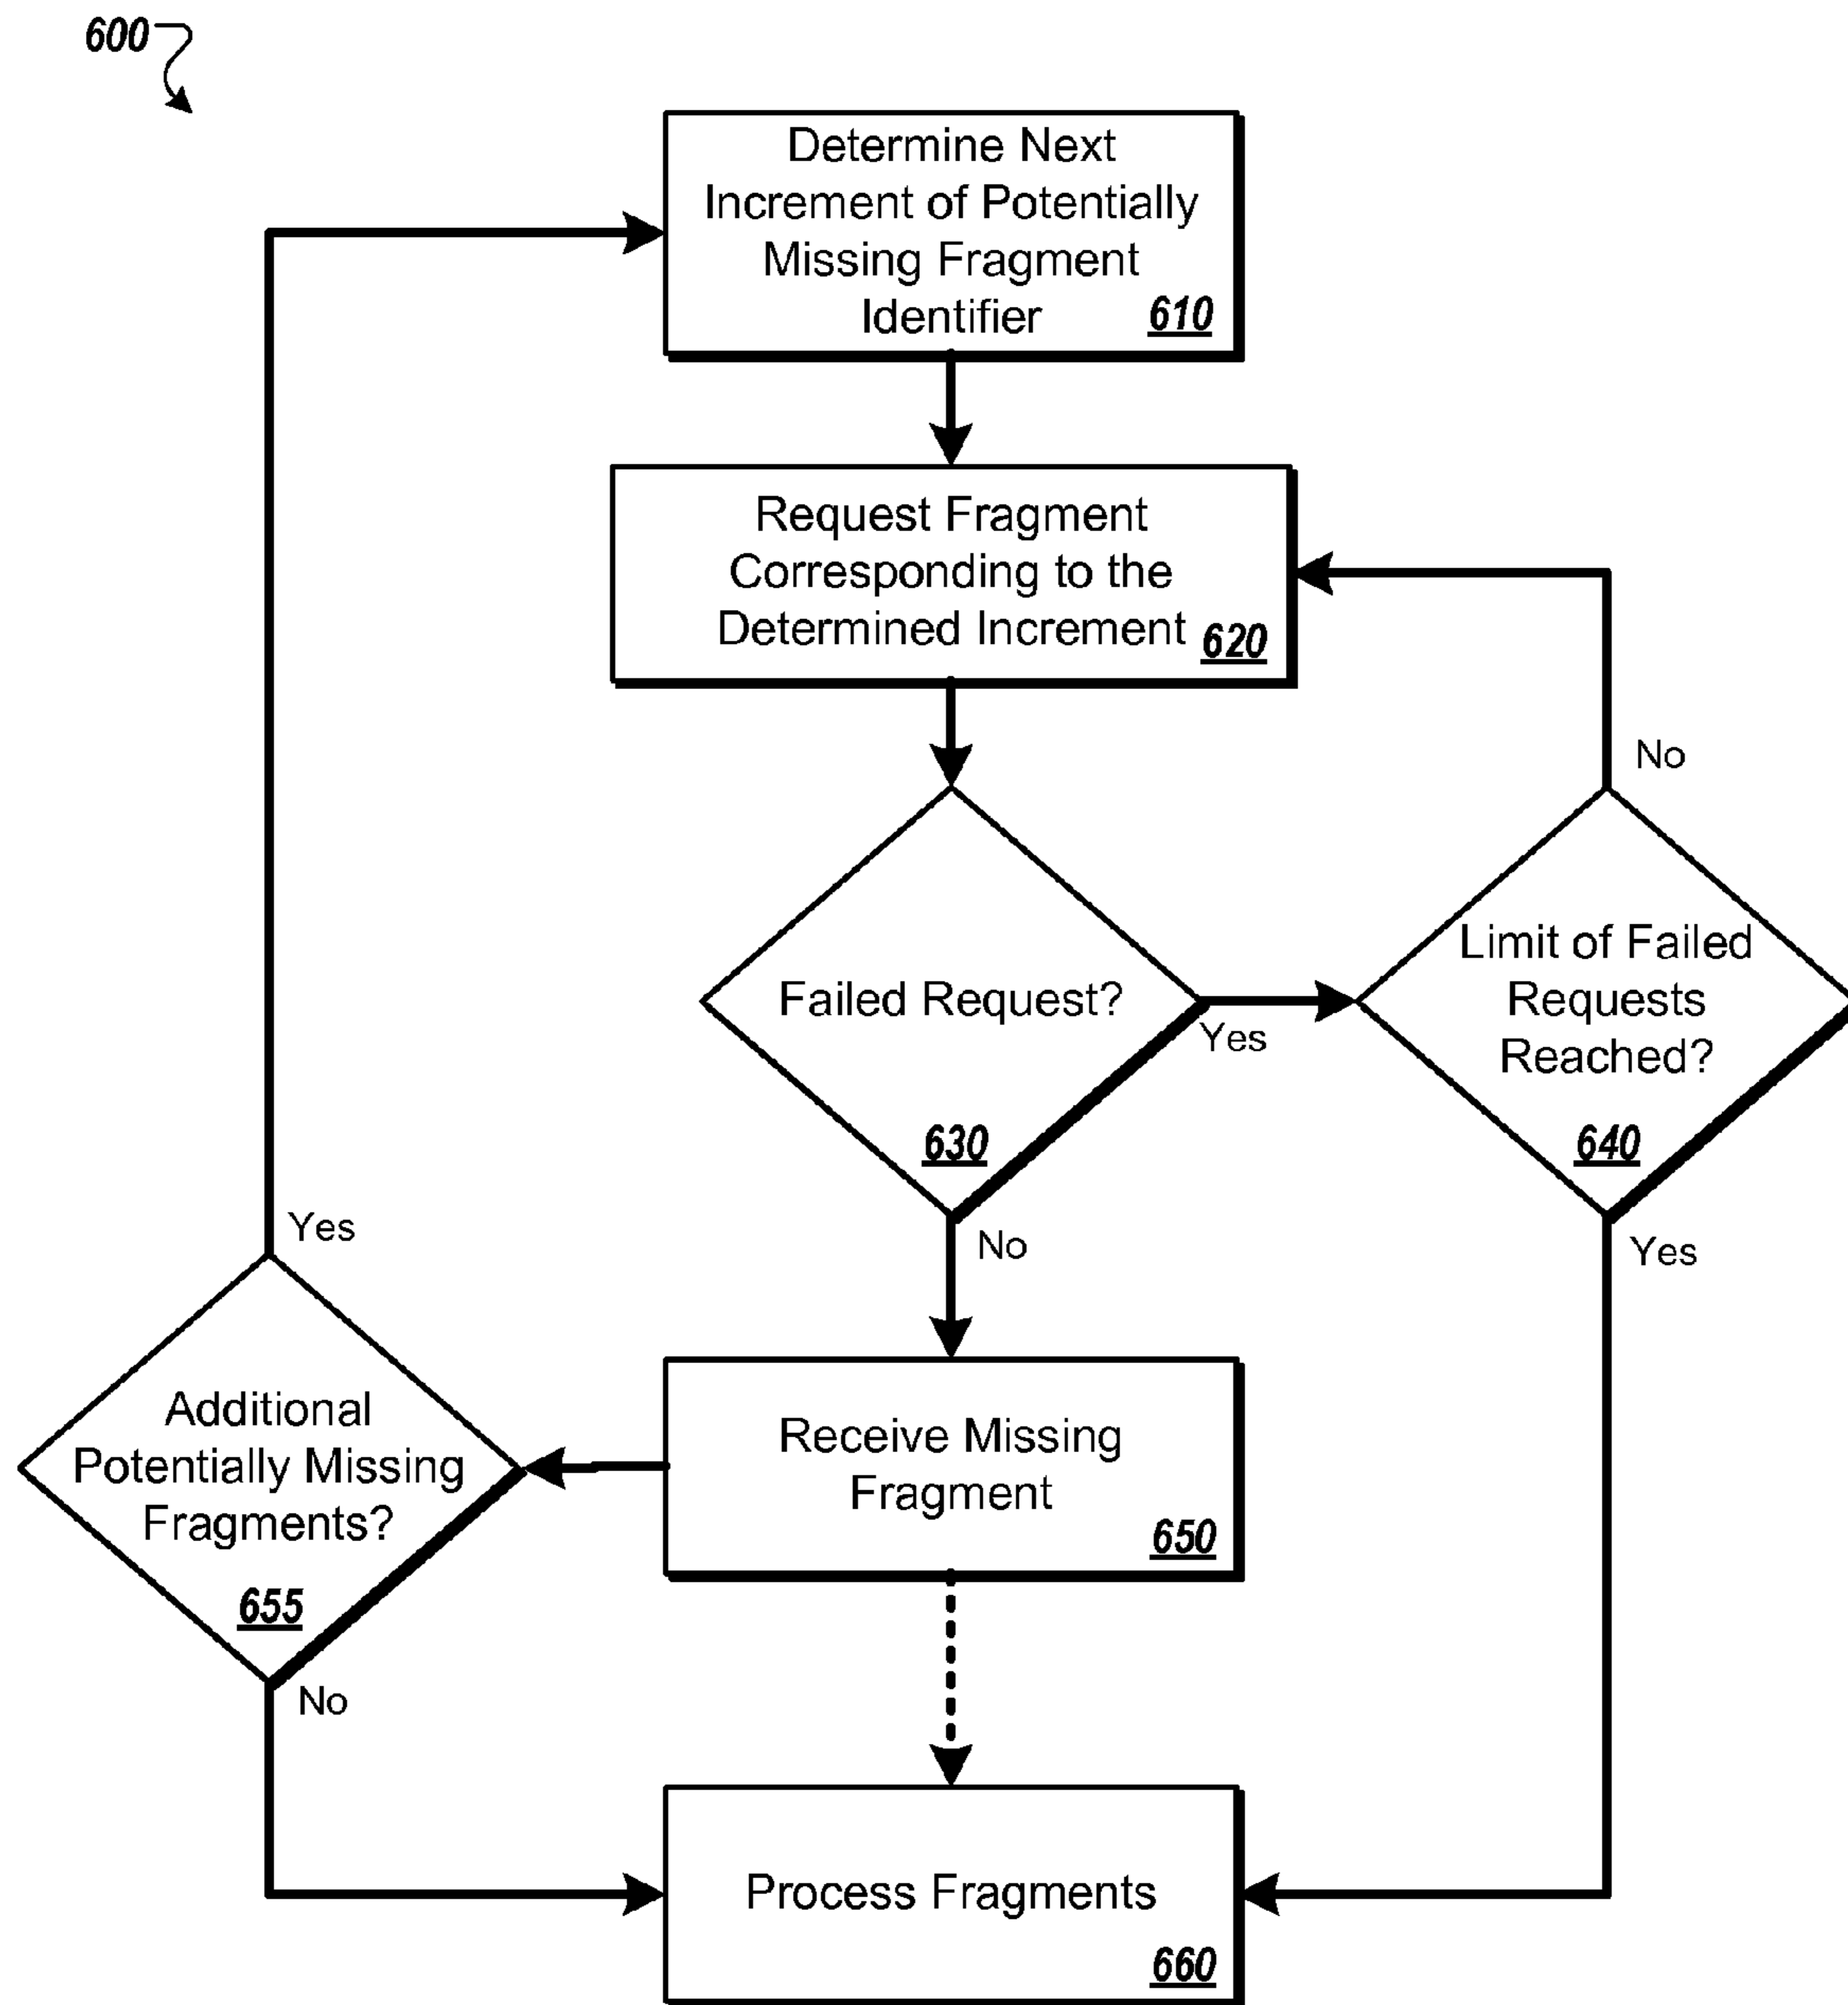 600
Determine Next
Increment of Potentially
Missing Fragment
Identifier 610
Request Fragment
Corresponding to the
Determined Increment 620
No
Failed Request?
630
Yes
Limit of Failed
Requests
Reached?
640
Yes
No
Yes
Additional
Potentially Missing
Fragments?
655
No
Receive Missing
Fragment
650
Process Fragments
660